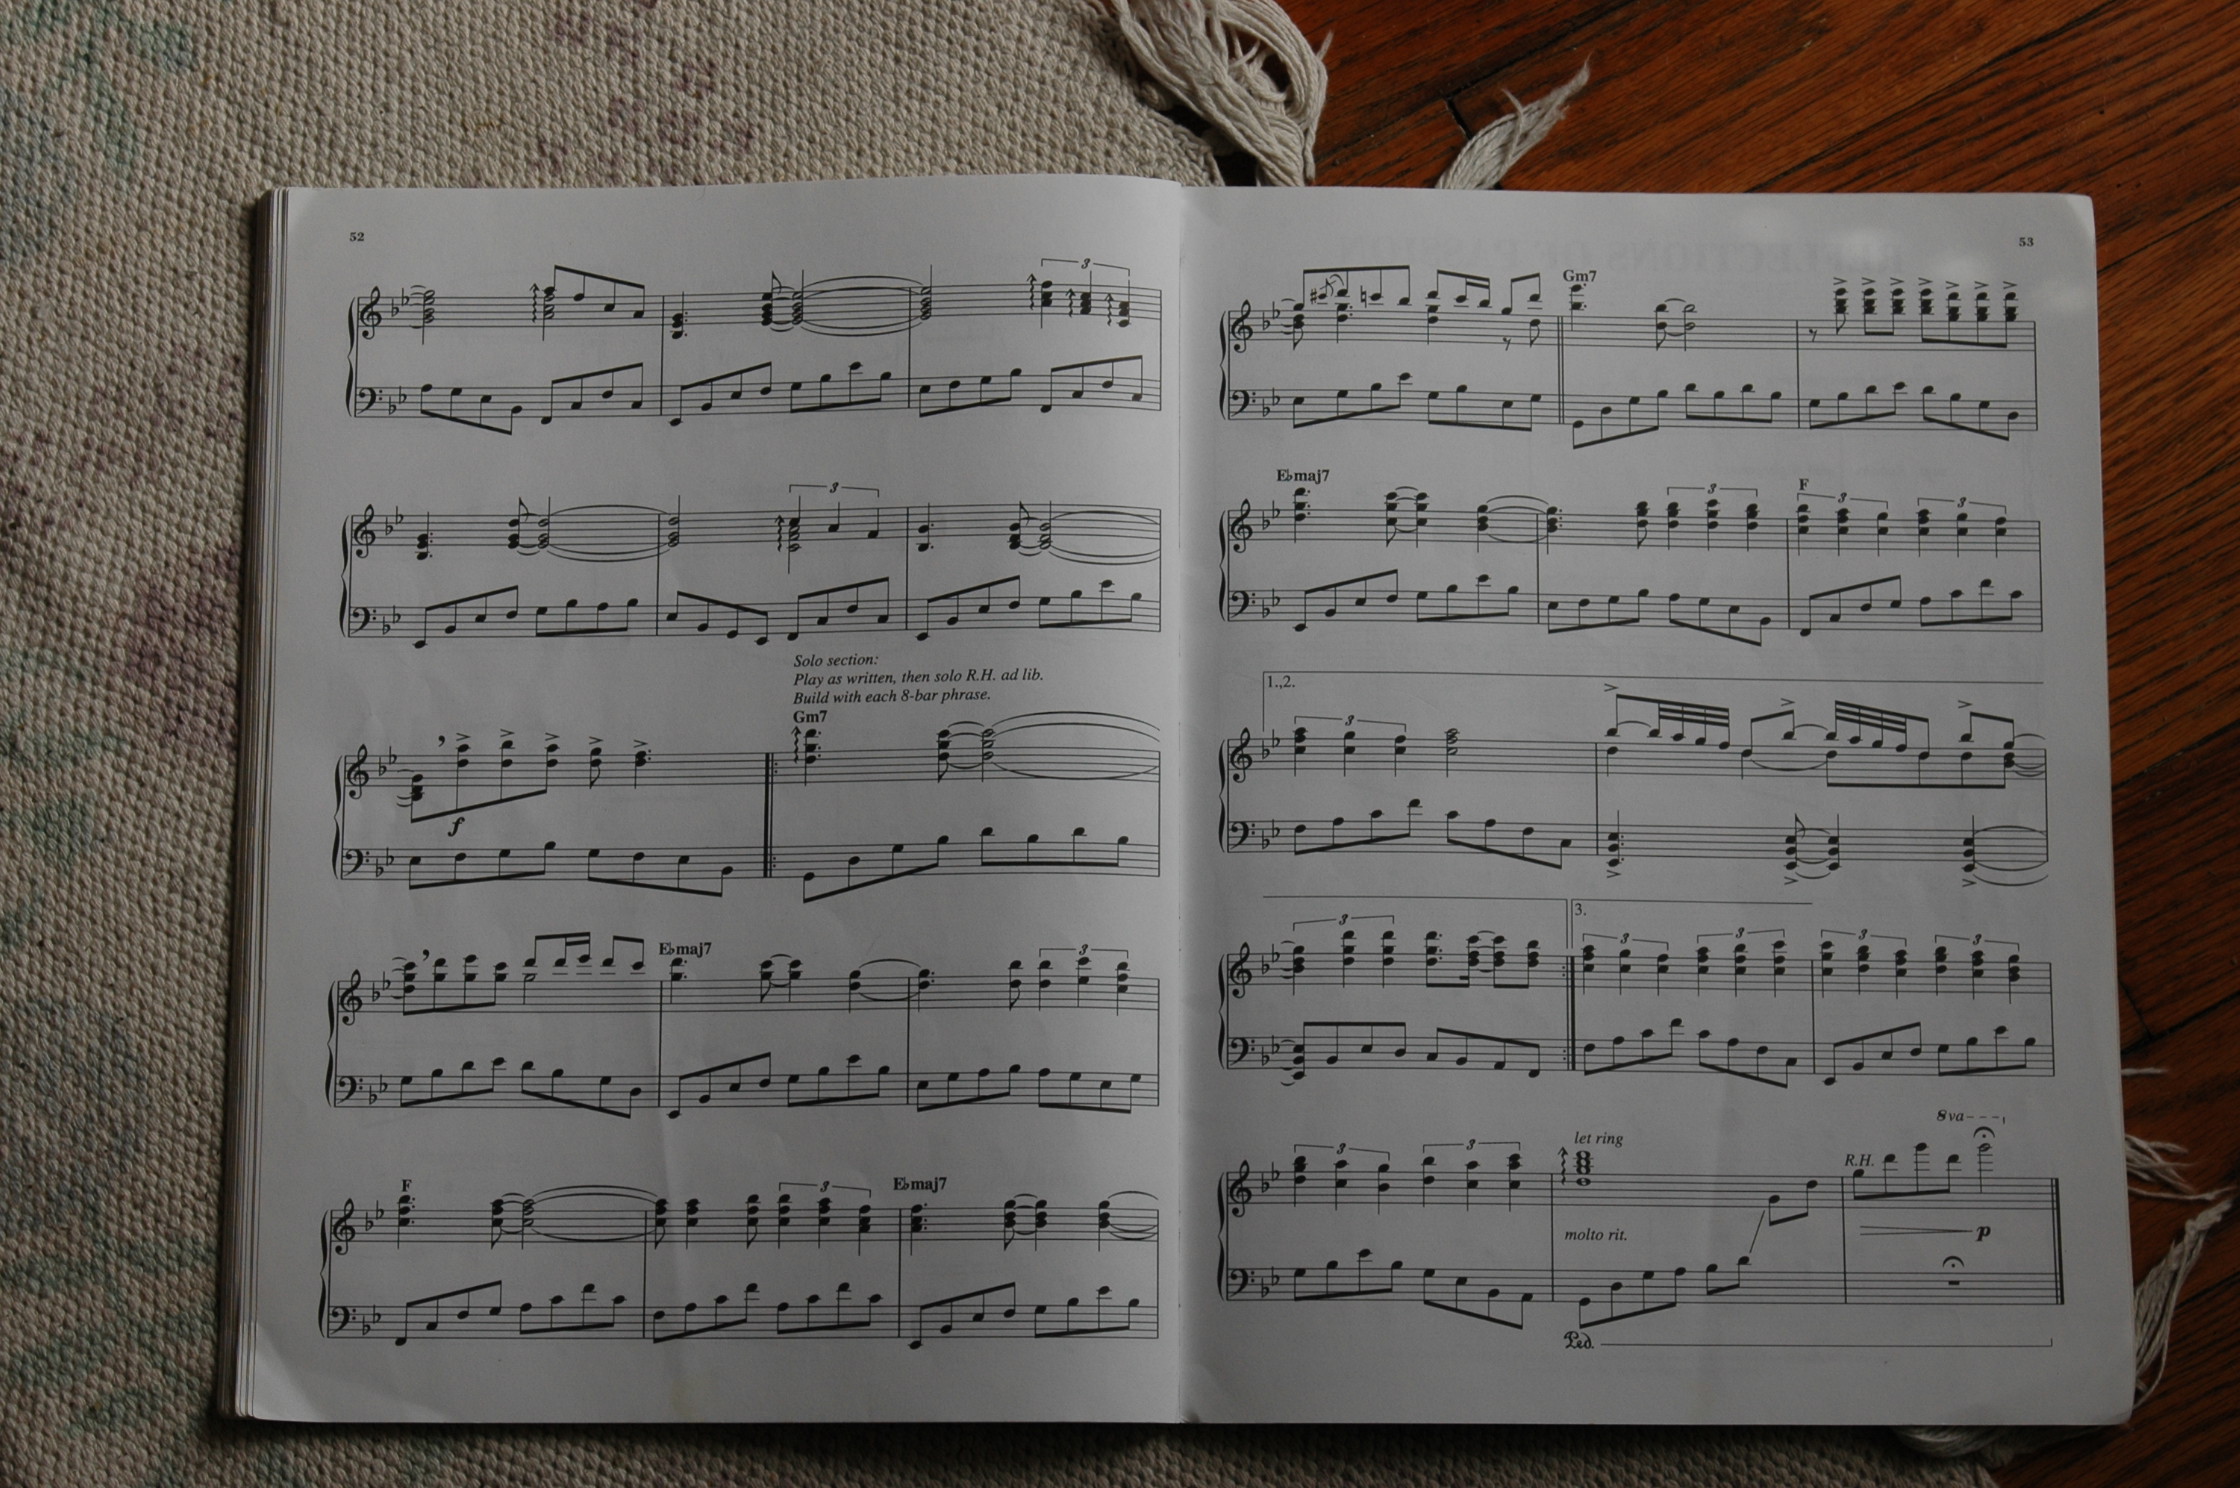 52
3
3
Solo section:
Play as written, then solo R.H. ad lib.
Build with each 8-bar phrase.
Gm7
f
E♭maj7
3
F
3
E♭maj7
53
Gm7
E♭maj7
3
F
3
3
1.,2.
3
3
3.
3
3
3
3
3
3
let ring
molto rit.
R.H.
8va
p
Ped.